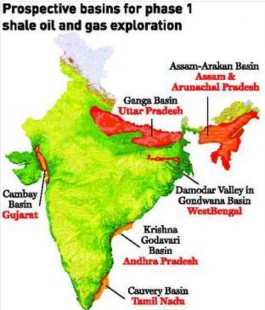 Prospective basins for phase 1
shale oil and gas exploration
Assam-Arakan Basin
Assam &
Arunachal Pradesh
Ganga Basin
Uttar Pradesh
Damodar Valley in
Gondwana Basin
WestBengal
Cambay
Basin
Gujarat
Krishna
Godavari
Basin
Andhra Pradesh
Cauvery Basin
Tamil Nadu